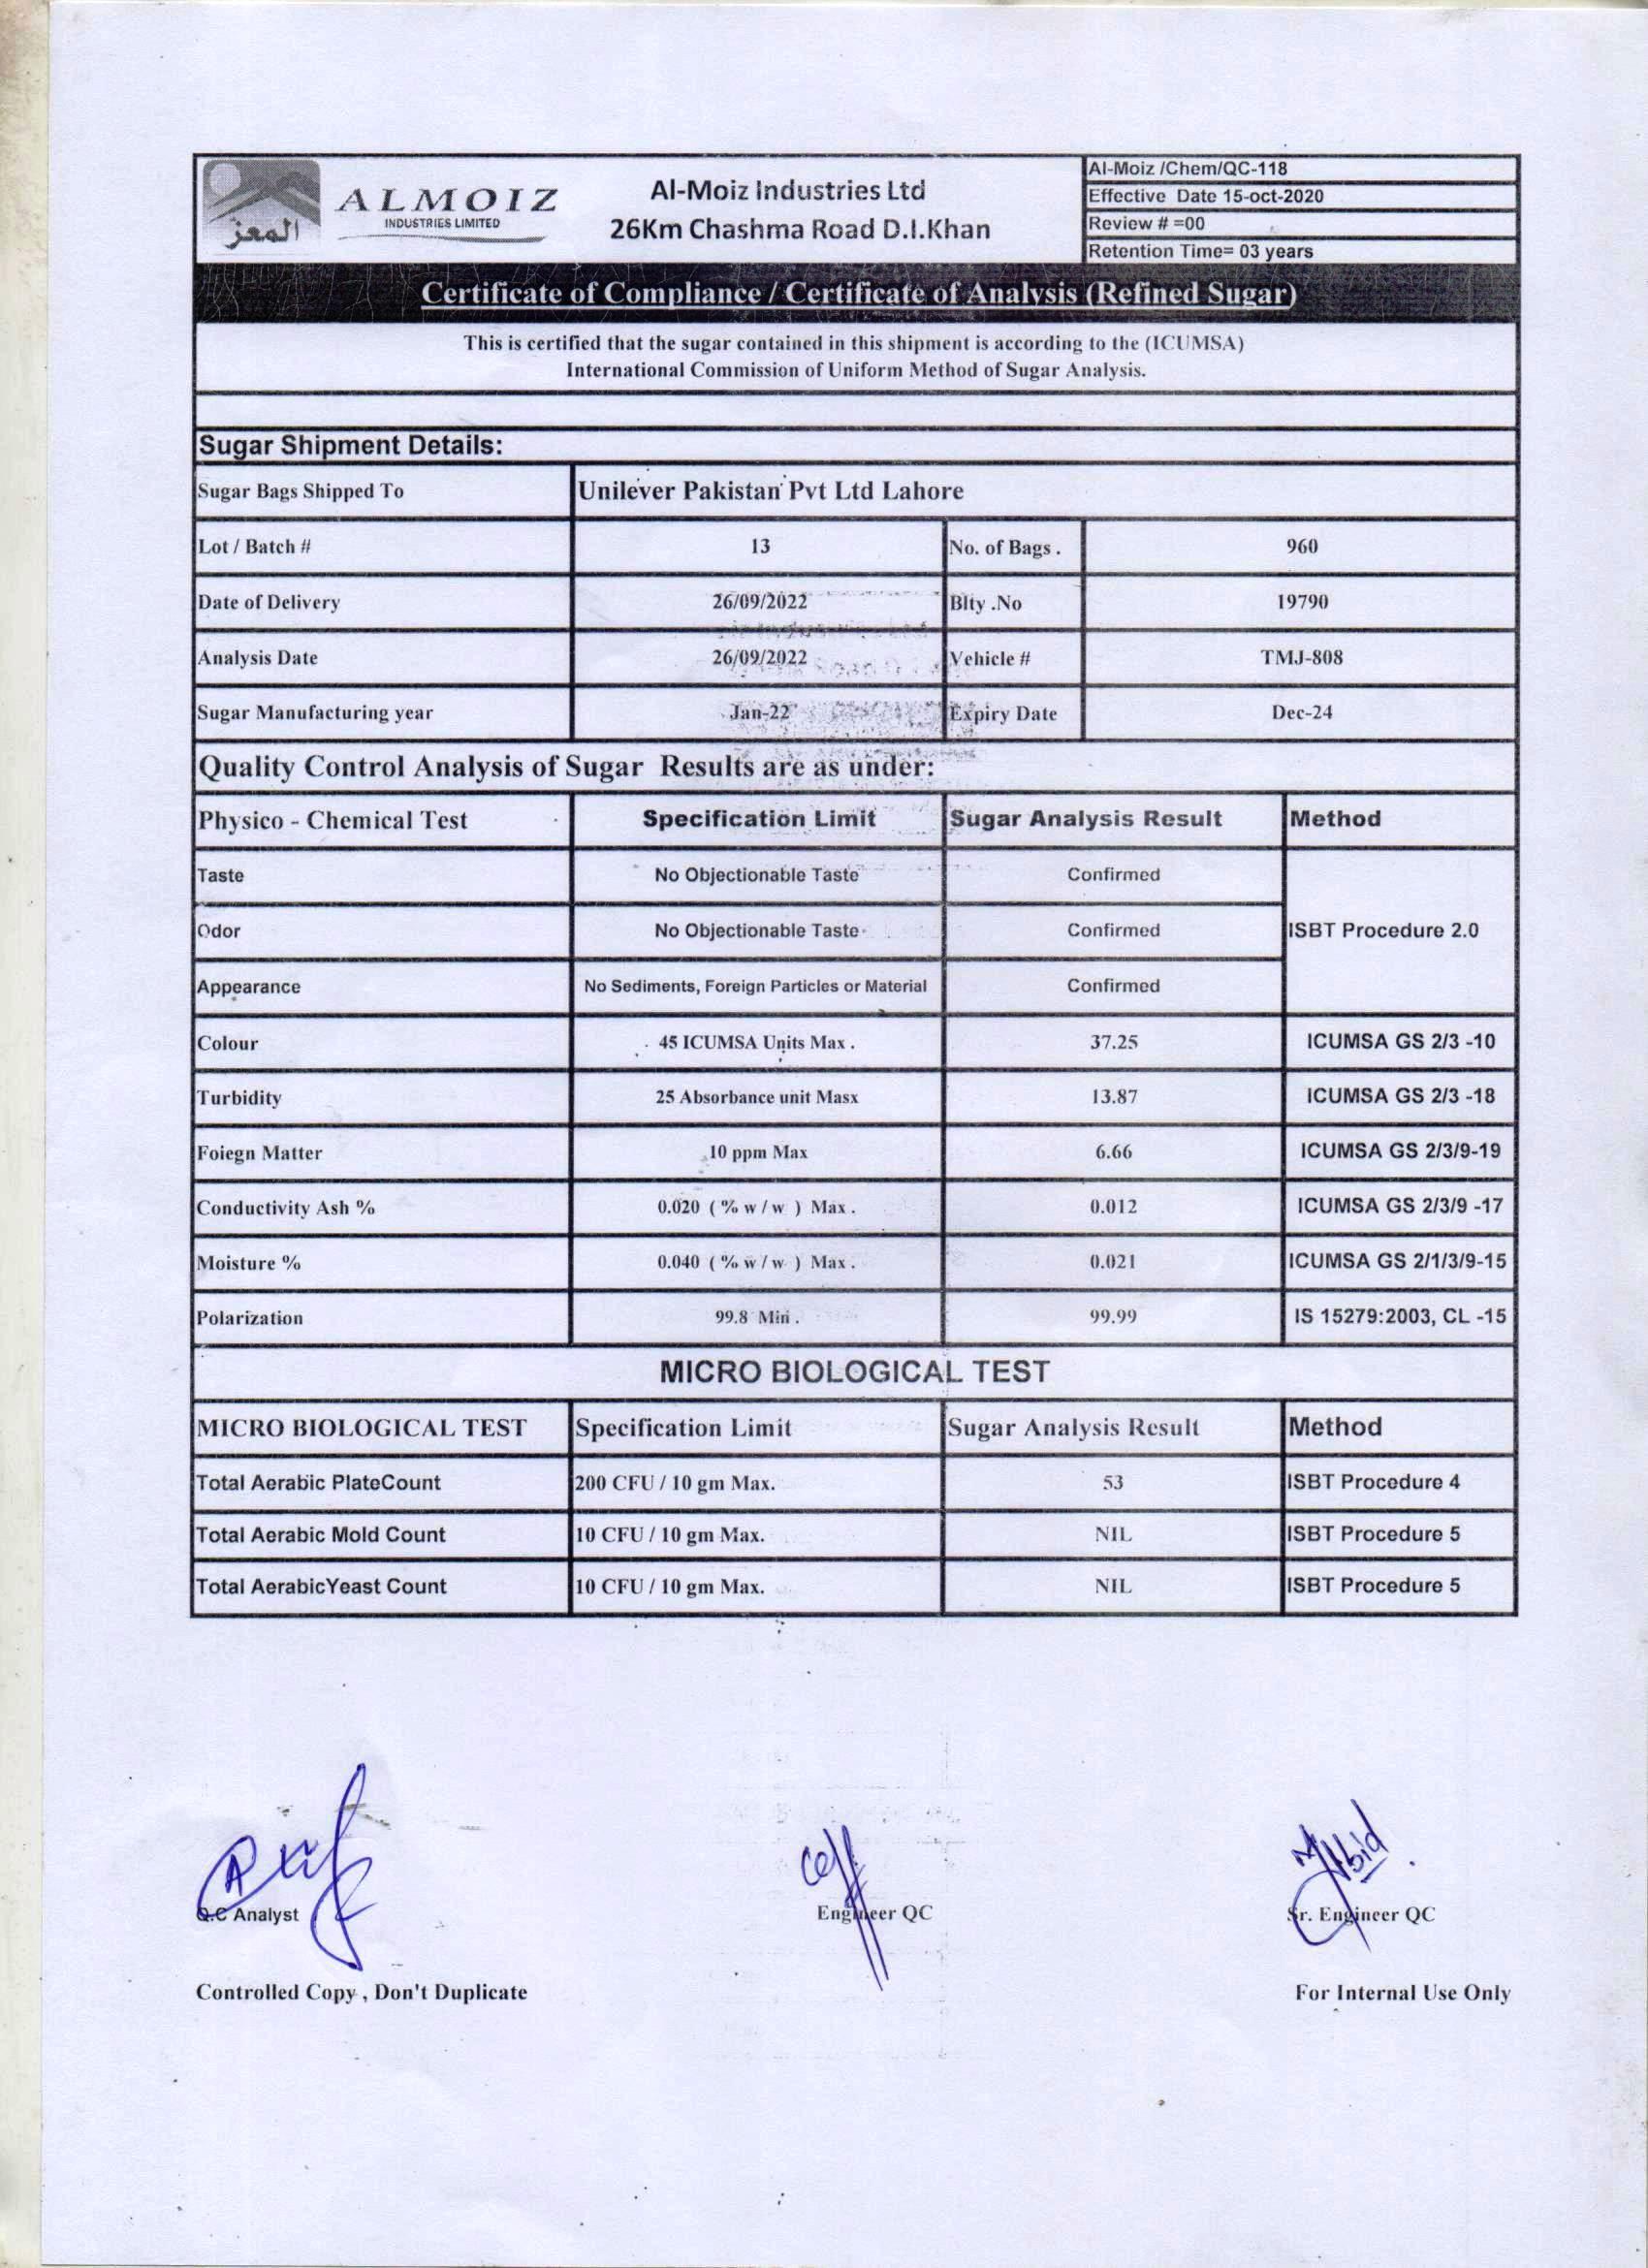 المعز
ALMOIZ
INDUSTRIES LIMITED
Al-Moiz Industries Ltd
26Km Chashma Road D.I.Khan
Al-Moiz /Chem/QC-118
Effective Date 15-oct-2020
Review # =00
Retention Time= 03 years
Certificate of Compliance / Certificate of Analysis (Refined Sugar)
This is certified that the sugar contained in this shipment is according to the (ICUMSA)
International Commission of Uniform Method of Sugar Analysis.
Sugar Shipment Details:
Sugar Bags Shipped To Unilever Pakistan Pvt Ltd Lahore
Lot / Batch # 13 No. of Bags . 960
Date of Delivery 26/09/2022 Blty .No 19790
Analysis Date 26/09/2022 Vehicle # TMJ-808
Sugar Manufacturing year Jan-22 Expiry Date Dec-24
Quality Control Analysis of Sugar Results are as under:
Physico - Chemical Test Specification Limit Sugar Analysis Result Method
Taste No Objectionable Taste Confirmed
Odor No Objectionable Taste Confirmed ISBT Procedure 2.0
Appearance No Sediments, Foreign Particles or Material Confirmed
Colour 45 ICUMSA Units Max . 37.25 ICUMSA GS 2/3 -10
Turbidity 25 Absorbance unit Masx 13.87 ICUMSA GS 2/3 -18
Foiegn Matter 10 ppm Max 6.66 ICUMSA GS 2/3/9-19
Conductivity Ash % 0.020 ( % w / w ) Max . 0.012 ICUMSA GS 2/3/9 -17
Moisture % 0.040 ( % w / w ) Max . 0.021 ICUMSA GS 2/1/3/9-15
Polarization 99.8 Min . 99.99 IS 15279:2003, CL -15
MICRO BIOLOGICAL TEST
MICRO BIOLOGICAL TEST Specification Limit Sugar Analysis Result Method
Total Aerabic PlateCount 200 CFU / 10 gm Max. 53 ISBT Procedure 4
Total Aerabic Mold Count 10 CFU / 10 gm Max. NIL ISBT Procedure 5
Total AerabicYeast Count 10 CFU / 10 gm Max. NIL ISBT Procedure 5
Q.C Analyst Engineer QC Sr. Engineer QC
Controlled Copy , Don't Duplicate For Internal Use Only